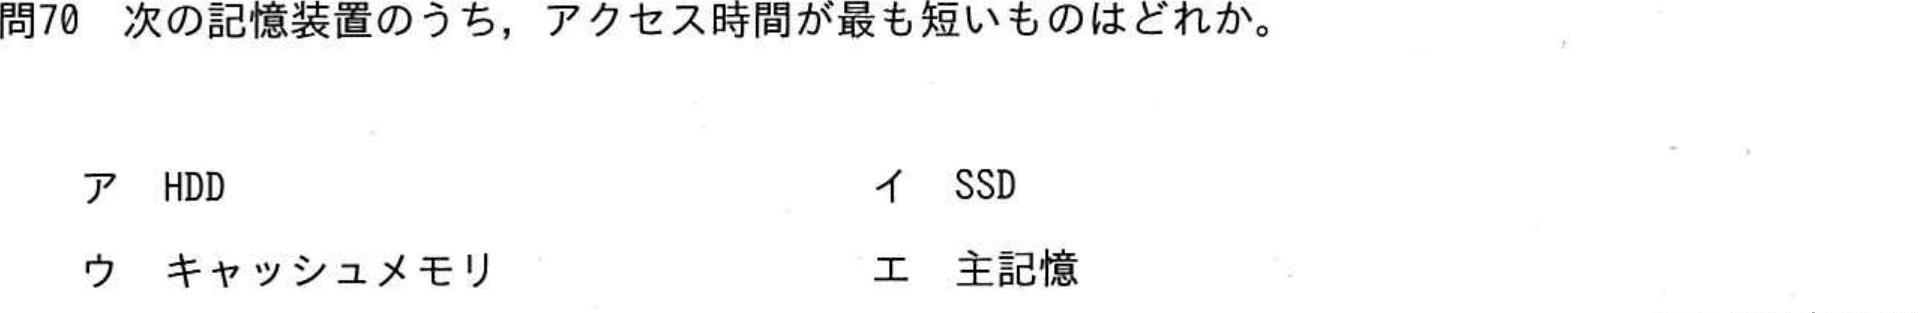 問70　次の記憶装置のうち，アクセス時間が最も短いものはどれか。
ア　HDD　　イ　SSD
ウ　キャッシュメモリ　　エ　主記憶